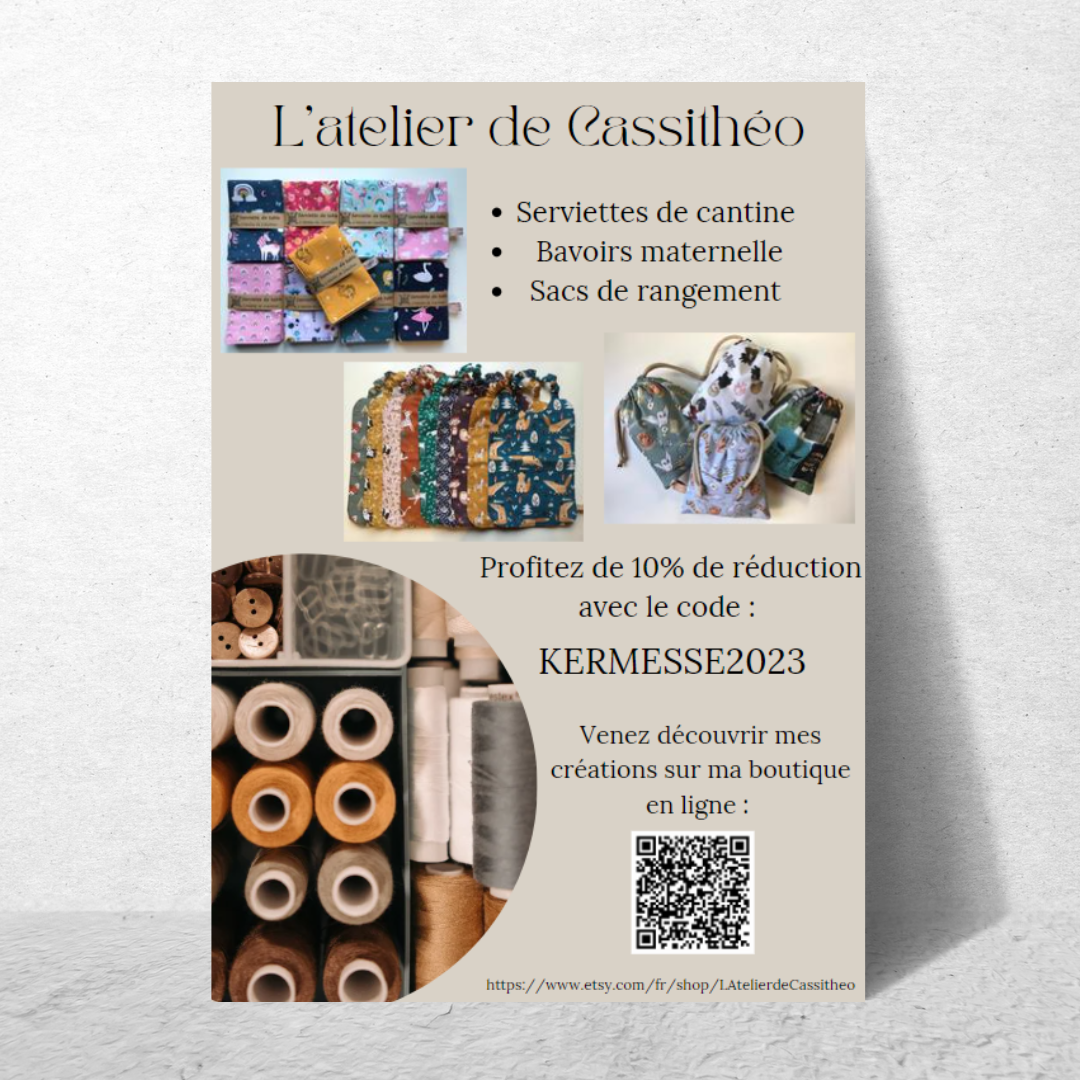 L'atelier de Cassithéo
Serviettes de cantine
Bavoirs maternelle
Sacs de rangement
Profitez de 10% de réduction
avec le code :
KERMESSE2023
Venez découvrir mes
créations sur ma boutique
en ligne :
https://www.etsy.com/fr/shop/LAtelierdeCassitheo